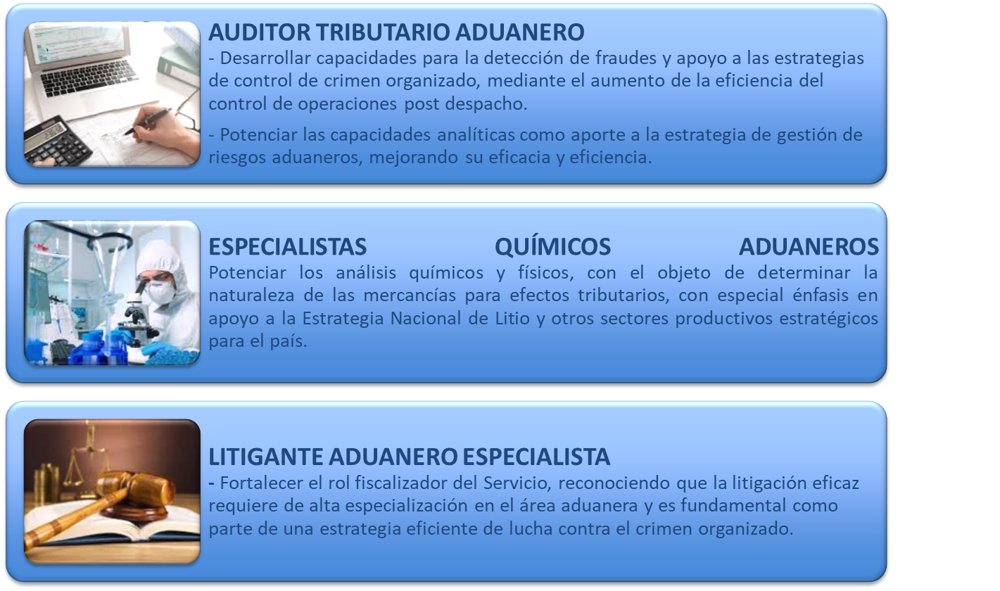 AUDITOR TRIBUTARIO ADUANERO
- Desarrollar capacidades para la detección de fraudes y apoyo a las estrategias
de control de crimen organizado, mediante el aumento de la eficiencia del
control de operaciones post despacho.
- Potenciar las capacidades analíticas como aporte a la estrategia de gestión de
riesgos aduaneros, mejorando su eficacia y eficiencia.
ESPECIALISTAS QUÍMICOS ADUANEROS
Potenciar los análisis químicos y físicos, con el objeto de determinar la
naturaleza de las mercancías para efectos tributarios, con especial énfasis en
apoyo a la Estrategia Nacional de Litio y otros sectores productivos estratégicos
para el país.
LITIGANTE ADUANERO ESPECIALISTA
- Fortalecer el rol fiscalizador del Servicio, reconociendo que la litigación eficaz
requiere de alta especialización en el área aduanera y es fundamental como
parte de una estrategia eficiente de lucha contra el crimen organizado.